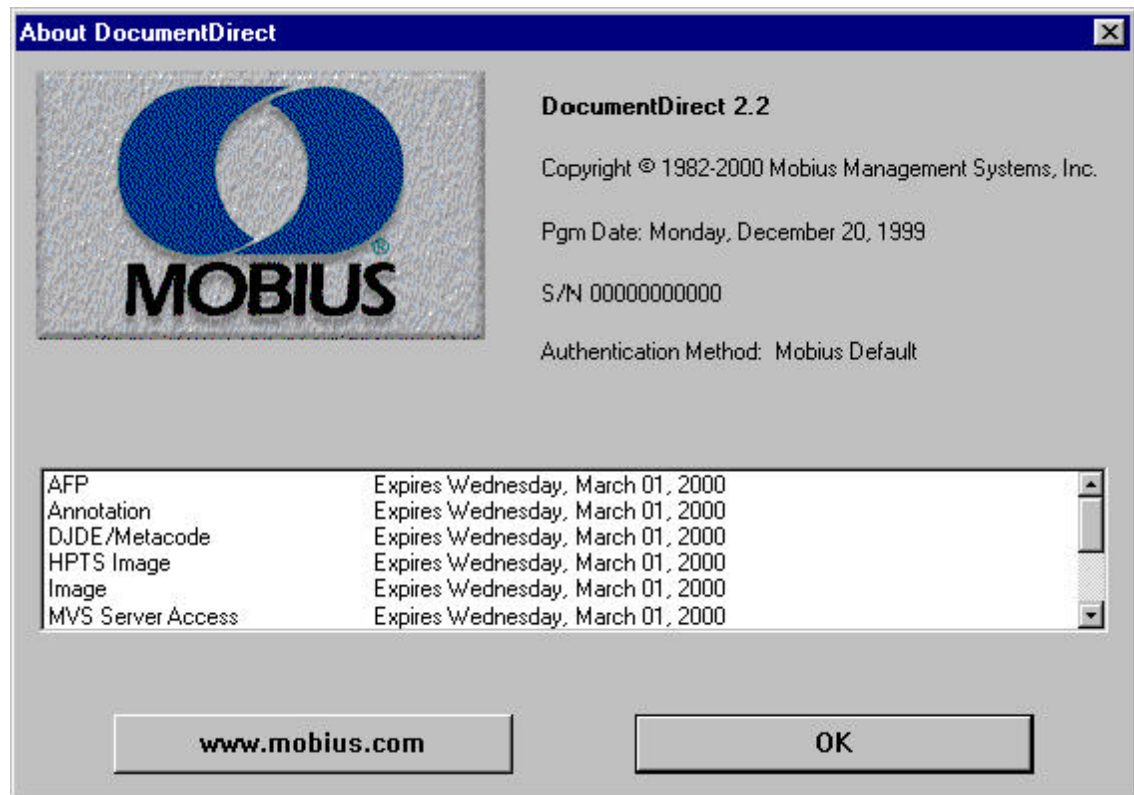 About DocumentDirect
®
MOBIUS
DocumentDirect 2.2
Copyright © 1982-2000 Mobius Management Systems, Inc.
Pgm Date: Monday, December 20, 1999
S/N 00000000000
Authentication Method: Mobius Default
AFP Expires Wednesday, March 01, 2000
Annotation Expires Wednesday, March 01, 2000
DJDE/Metacode Expires Wednesday, March 01, 2000
HPTS Image Expires Wednesday, March 01, 2000
Image Expires Wednesday, March 01, 2000
MVS Server Access Expires Wednesday, March 01, 2000
www.mobius.com
OK